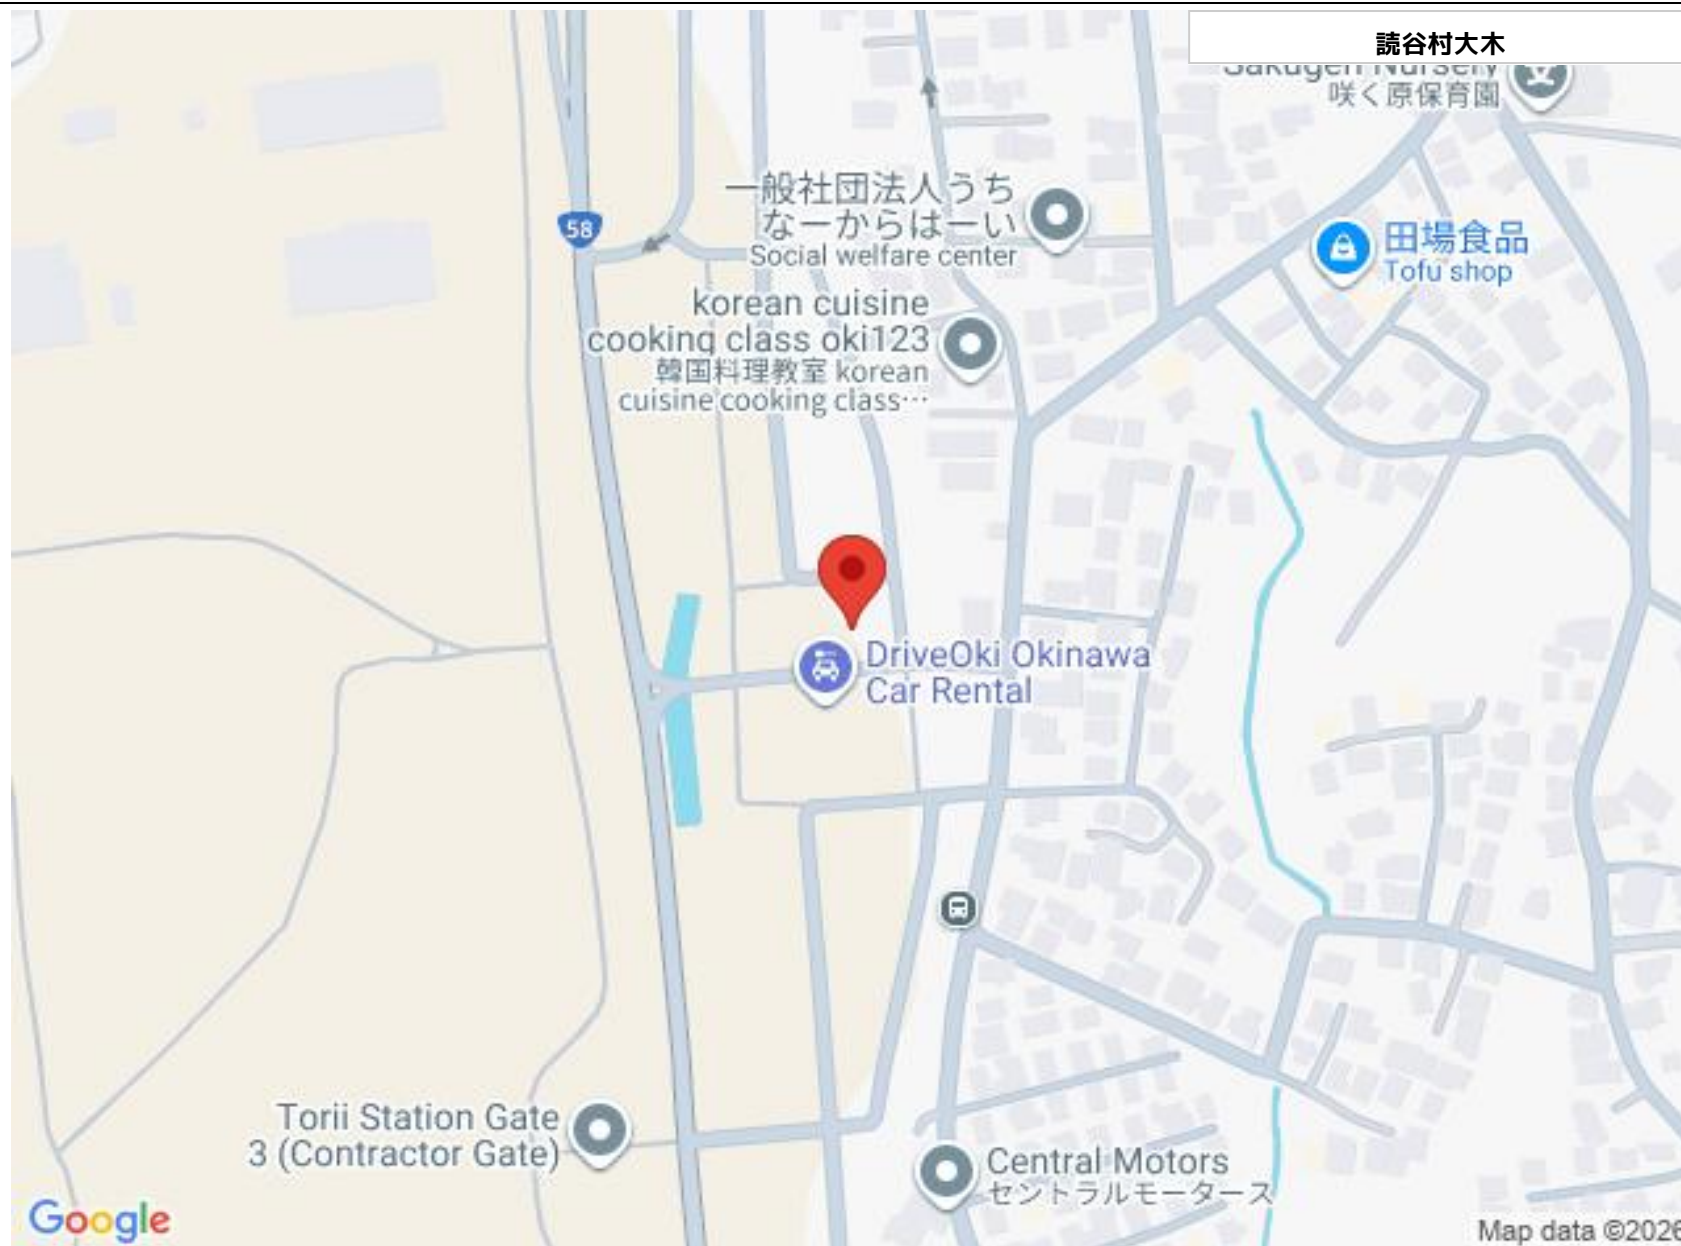 読谷村大木
Sakugen Nursery
咲く原保育園
一般社団法人うち
なーからはーい
Social welfare center
58
田場食品
Tofu shop
korean cuisine
cooking class oki123
韓国料理教室 korean
cuisine cooking class…
DriveOki Okinawa
Car Rental
Torii Station Gate
3 (Contractor Gate)
Central Motors
セントラルモータース
Google
Map data ©2026